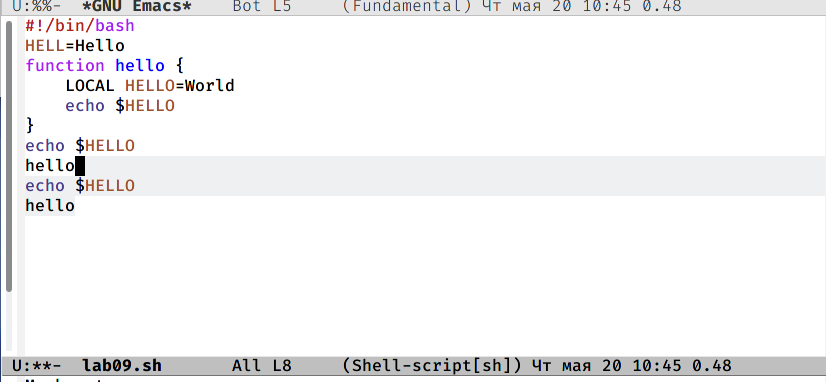 U:%%-  *GNU Emacs*    Bot L5     (Fundamental) Чт мая 20 10:45 0.48
#!/bin/bash
HELL=Hello
function hello {
    LOCAL HELLO=World
    echo $HELLO
}
echo $HELLO
hello
echo $HELLO
hello
U:**-  lab09.sh       All L8     (Shell-script[sh]) Чт мая 20 10:45 0.48